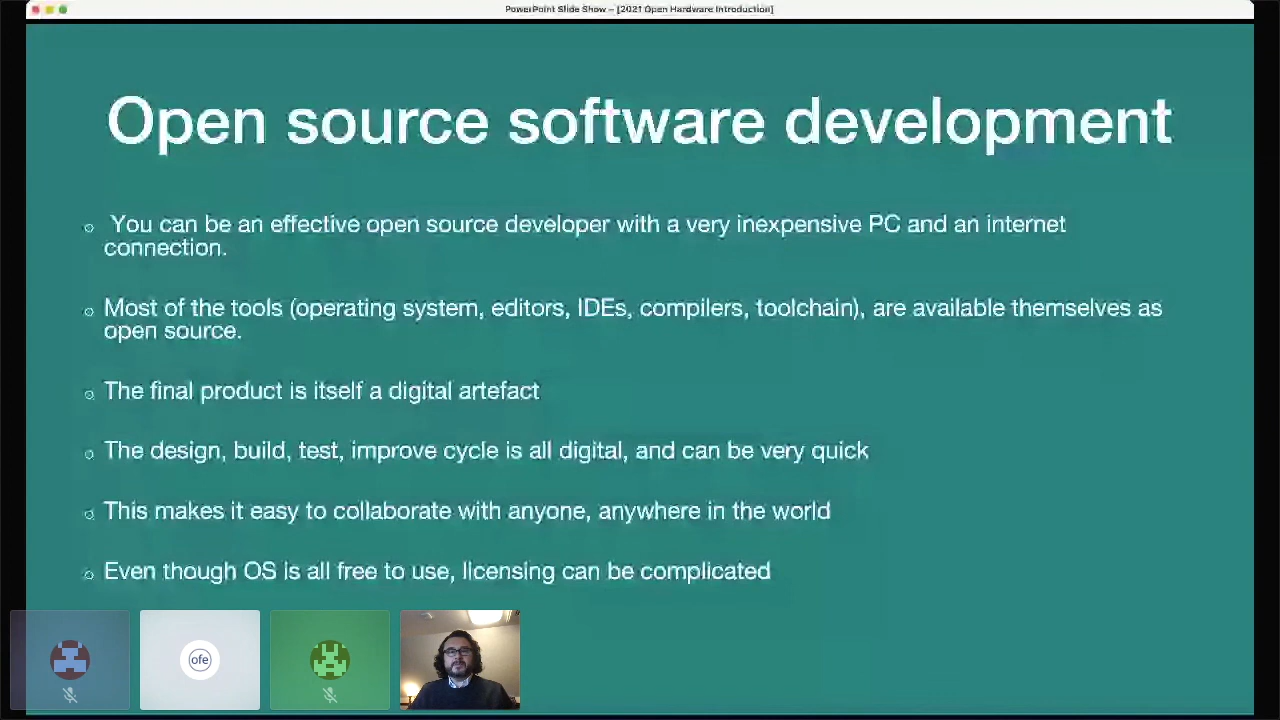 PowerPoint Slide Show – [2021 Open Hardware Introduction]
Open source software development
You can be an effective open source developer with a very inexpensive PC and an internet
connection.
Most of the tools (operating system, editors, IDEs, compilers, toolchain), are available themselves as
open source.
The final product is itself a digital artefact
The design, build, test, improve cycle is all digital, and can be very quick
This makes it easy to collaborate with anyone, anywhere in the world
Even though OS is all free to use, licensing can be complicated
ofe